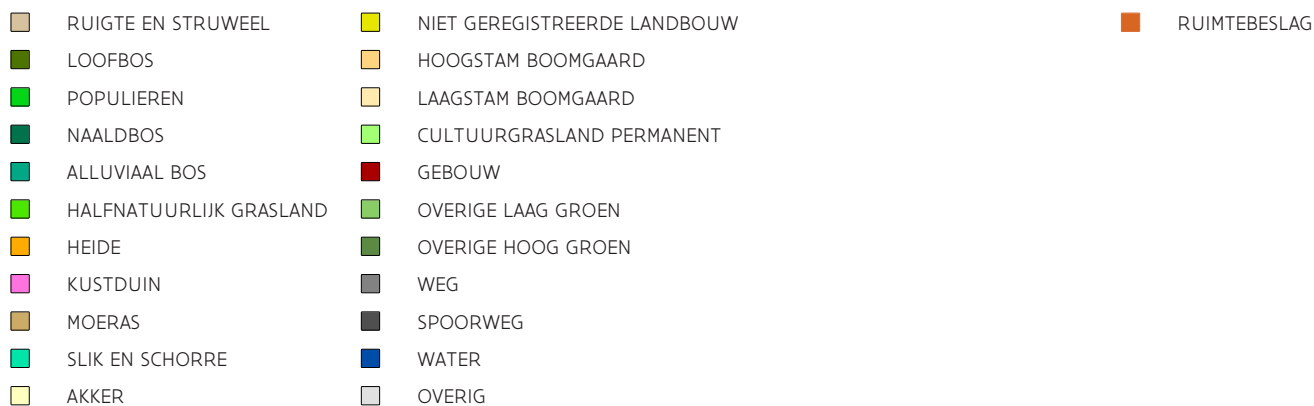 RUIGTE EN STRUWEEL
LOOFBOS
POPULIEREN
NAALDBOS
ALLUVIAAL BOS
HALFNATUURLIJK GRASLAND
HEIDE
KUSTDUIN
MOERAS
SLIK EN SCHORRE
AKKER
NIET GEREGISTREERDE LANDBOUW
HOOGSTAM BOOMGAARD
LAAGSTAM BOOMGAARD
CULTUURGRASLAND PERMANENT
GEBOUW
OVERIGE LAAG GROEN
OVERIGE HOOG GROEN
WEG
SPOORWEG
WATER
OVERIG
RUIMTEBESLAG